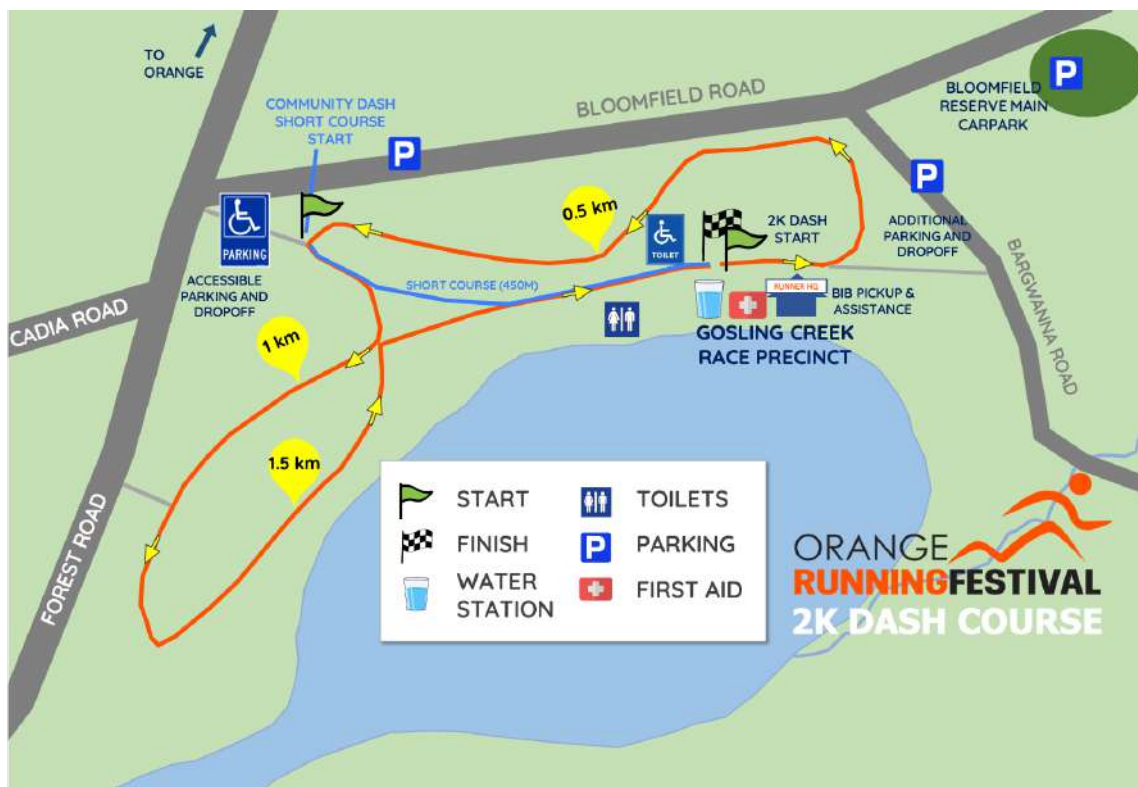 TO
ORANGE
COMMUNITY DASH
SHORT COURSE
START
BLOOMFIELD ROAD
P
P
BLOOMFIELD
RESERVE MAIN
CARPARK
P
PARKING
ACCESSIBLE
PARKING AND
DROPOFF
0.5 km
TOILET
2K DASH
START
ADDITIONAL
PARKING AND
DROPOFF
SHORT COURSE (450M)
RUNNER HQ
BIB PICKUP &
ASSISTANCE
GOSLING CREEK
RACE PRECINCT
BARGWANNA ROAD
CADIA ROAD
1 km
1.5 km
FOREST ROAD
START
FINISH
WATER
STATION
TOILETS
P
PARKING
FIRST AID
ORANGE
RUNNINGFESTIVAL
2K DASH COURSE